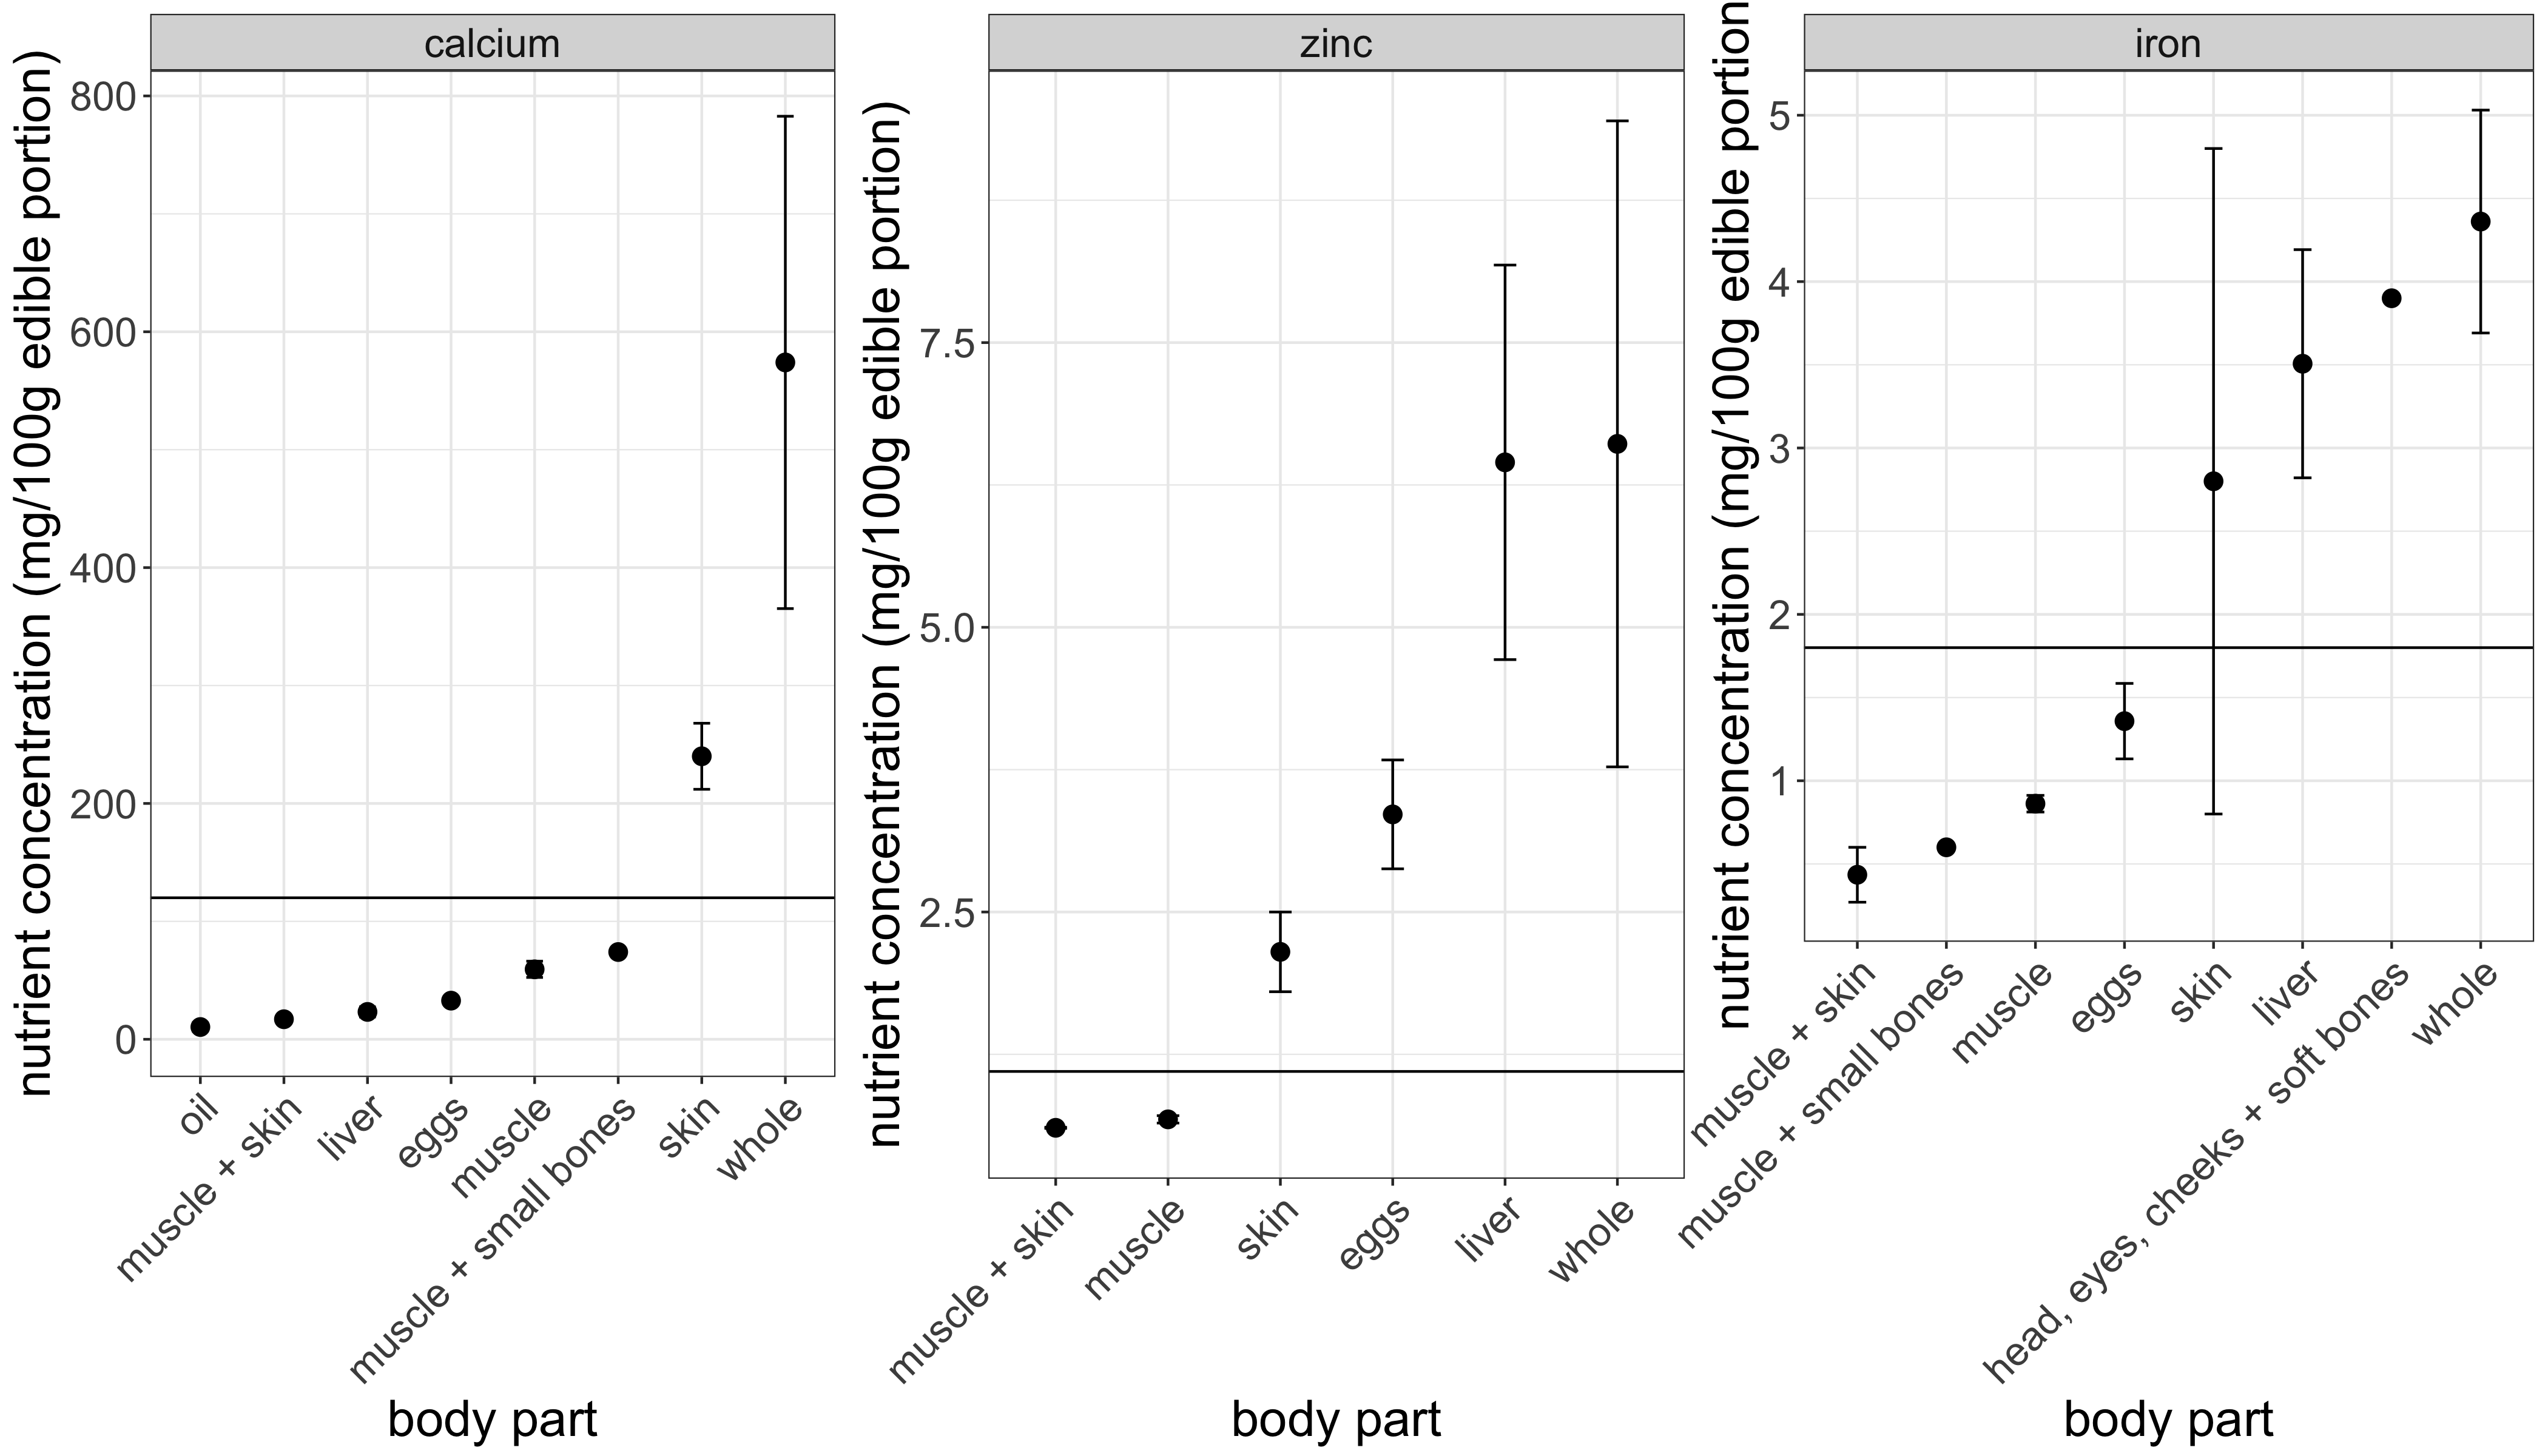 calcium
nutrient concentration (mg/100g edible portion)
800
600
400
200
0
oil
muscle + skin
liver
eggs
muscle
muscle + small bones
skin
whole
body part
zinc
nutrient concentration (mg/100g edible portion)
7.5
5.0
2.5
muscle + skin
muscle
skin
eggs
liver
whole
body part
iron
nutrient concentration (mg/100g edible portion
5
4
3
2
1
muscle + skin
muscle + small bones
muscle
eggs
skin
liver
head, eyes, cheeks + soft bones
whole
body part